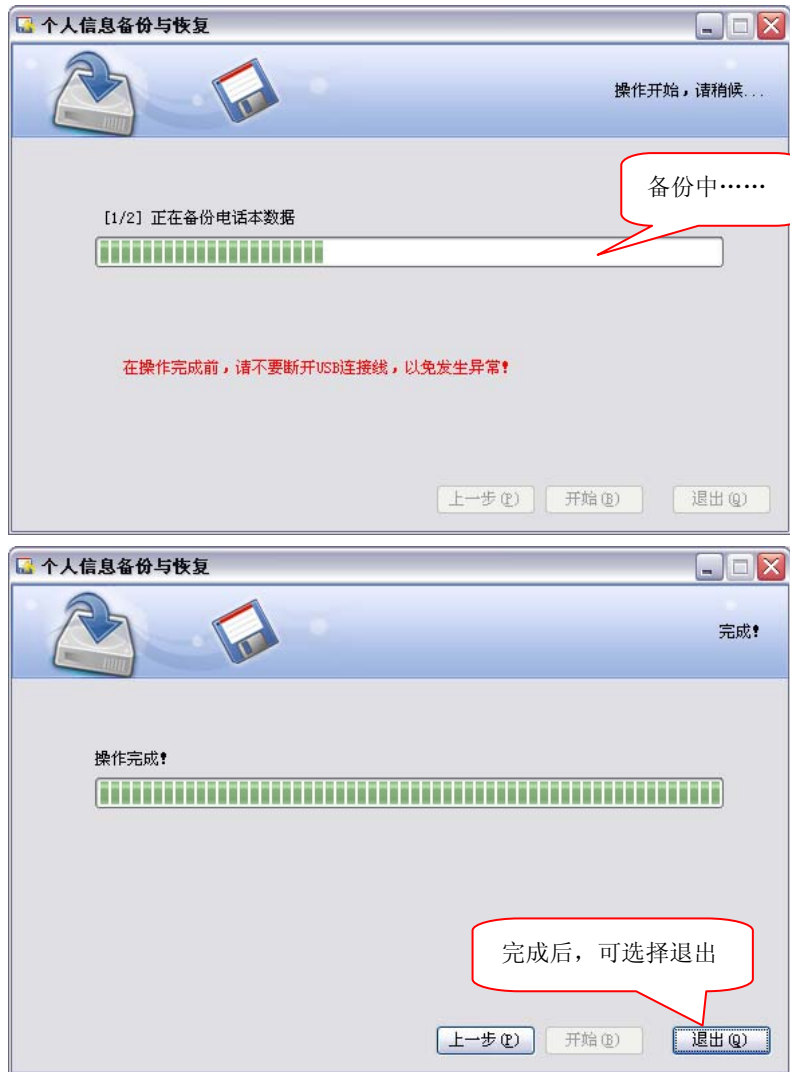 个人信息备份与恢复
操作开始，请稍候...
备份中……
[1/2] 正在备份电话本数据
在操作完成前，请不要断开USB连接线，以免发生异常！
上一步(P) 开始(B) 退出(Q)
个人信息备份与恢复
完成！
操作完成！
完成后，可选择退出
上一步(P) 开始(B) 退出(Q)